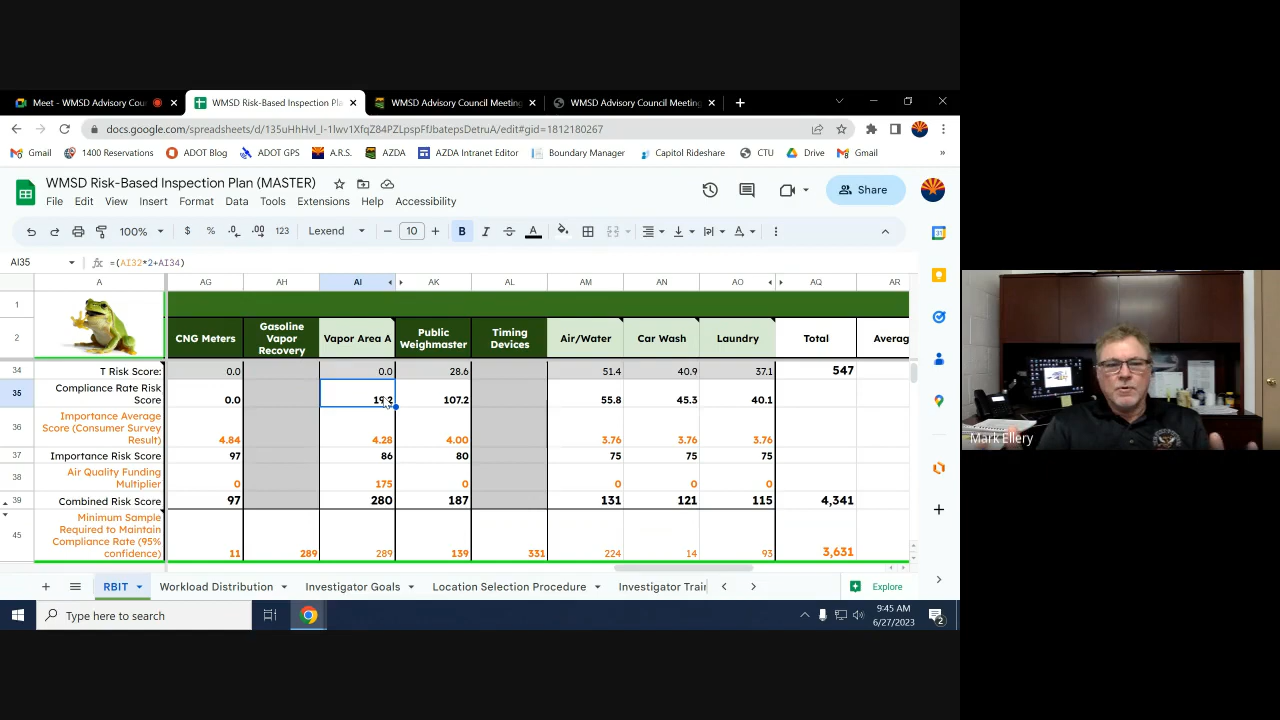 Meet - WMSD Advisory Cou
WMSD Risk-Based Inspection Pla
WMSD Advisory Council Meeting
WMSD Advisory Council Meeting
docs.google.com/spreadsheets/d/135uHhHvl_l-1lwv1XfqZ84PZLpspFfJbatepsDetruA/edit#gid=1812180267
Gmail
1400 Reservations
ADOT Blog
ADOT GPS
A.R.S.
AZDA
AZDA Intranet Editor
Boundary Manager
Capitol Rideshare
CTU
Drive
Gmail
»
WMSD Risk-Based Inspection Plan (MASTER)
Share
File Edit View Insert Format Data Tools Extensions Help Accessibility
100% $ % .0 .00 123 Lexend 10 B I A
AI35 fx =(AI32*2+AI34)
A AG AH AI AK AL AM AN AO AQ AR
1
2 CNG Meters Gasoline Vapor Recovery Vapor Area A Public Weighmaster Timing Devices Air/Water Car Wash Laundry Total Averag
34 T Risk Score: 0.0 0.0 28.6 51.4 40.9 37.1 547
35 Compliance Rate Risk Score 0.0 107.2 55.8 45.3 40.1
36 Importance Average Score (Consumer Survey Result) 4.84 4.28 4.00 3.76 3.76 3.76
37 Importance Risk Score 97 86 80 75 75 75
38 Air Quality Funding Multiplier 0 175 0 0 0 0
39 Combined Risk Score 97 280 187 131 121 115 4,341
45 Minimum Sample Required to Maintain Compliance Rate (95% confidence) 11 289 289 139 331 224 14 93 3,631
RBIT
Workload Distribution
Investigator Goals
Location Selection Procedure
Investigator Train
Explore
Type here to search
9:45 AM
6/27/2023
2
Mark Ellery